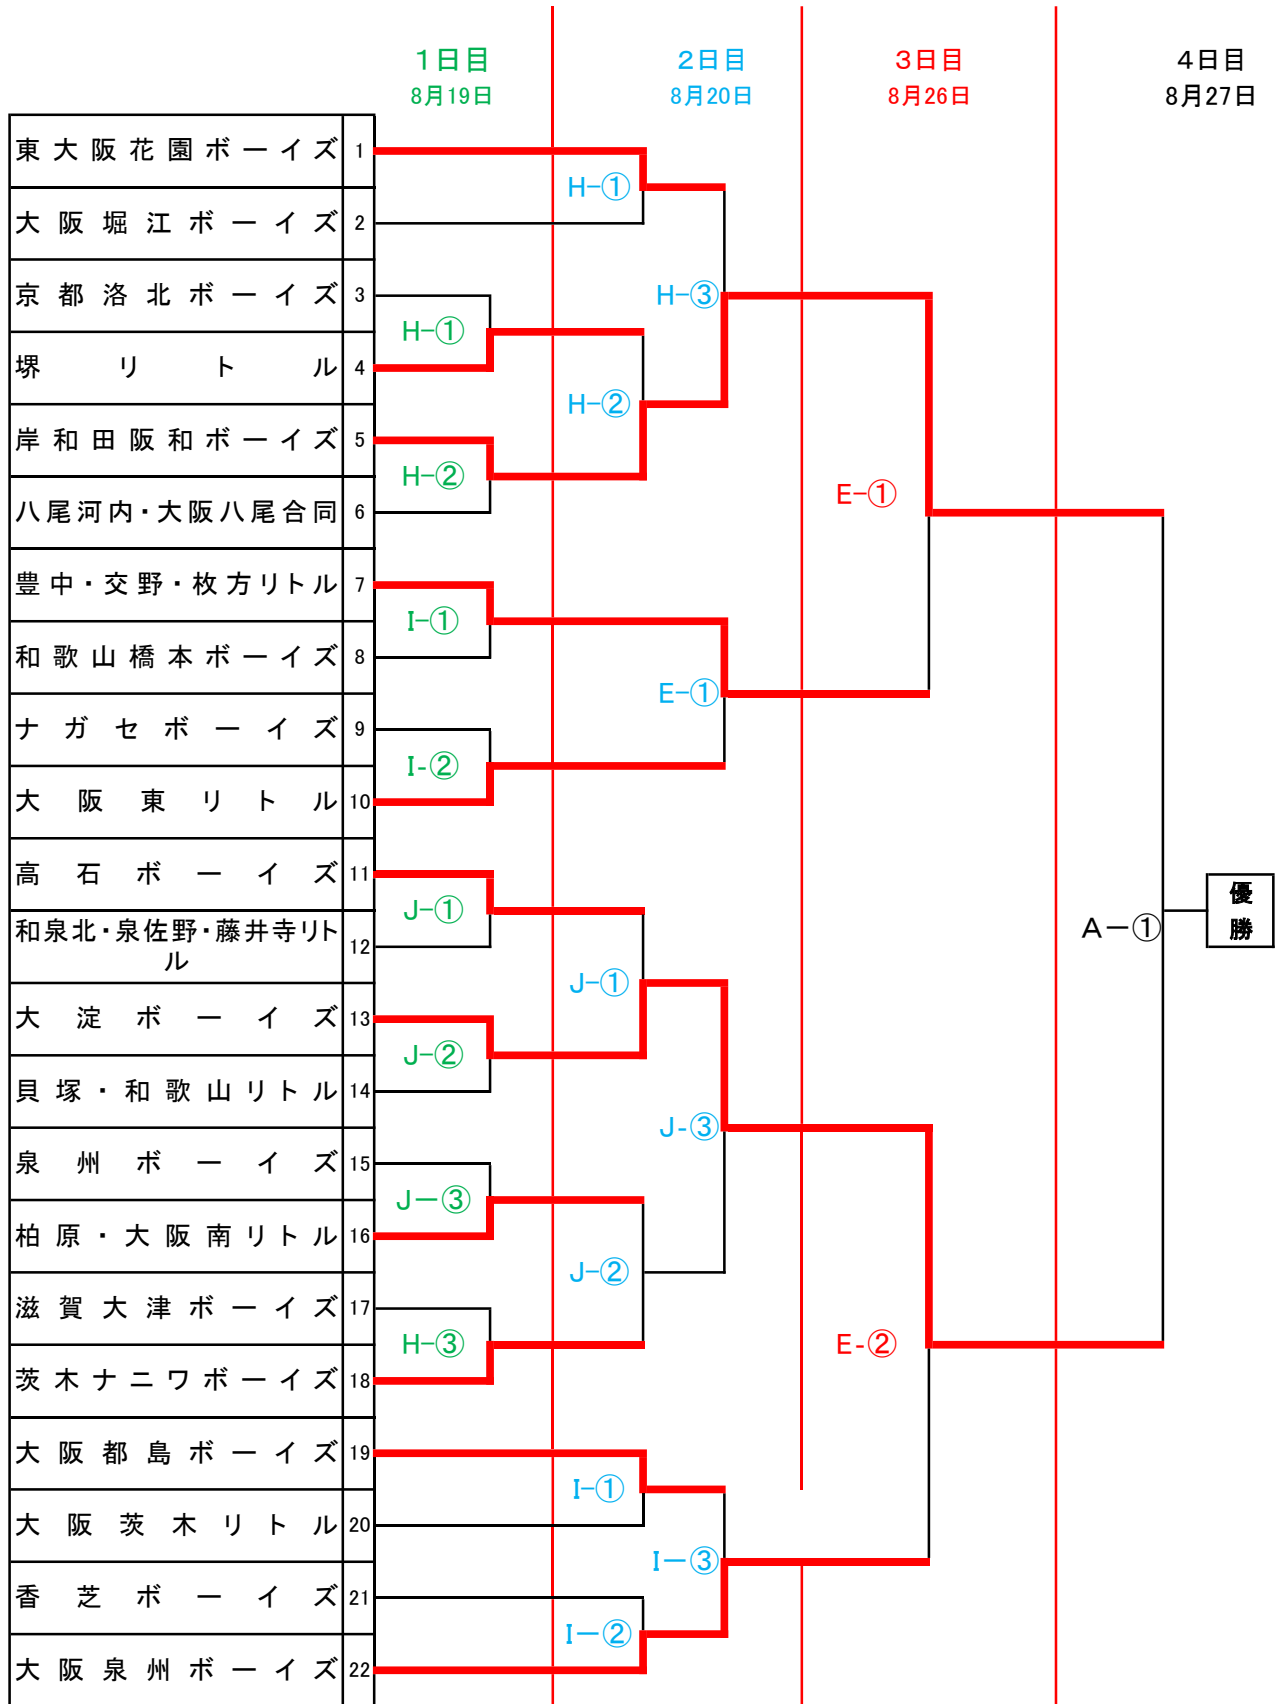 1日目 2日目 3日目 4日目
8月19日 8月20日 8月26日 8月27日
東大阪花園ボーイズ 1
H-①
大阪堀江ボーイズ 2
京都洛北ボーイズ 3
H-③
H-①
堺リトル 4
H-②
岸和田阪和ボーイズ 5
H-②
E-①
八尾河内・大阪八尾合同 6
豊中・交野・枚方リトル 7
I-①
和歌山橋本ボーイズ 8
E-①
ナガセボーイズ 9
I-②
大阪東リトル 10
高石ボーイズ 11
J-①
優
勝
A-①
和泉北・泉佐野・藤井寺リト
ル 12
J-①
大淀ボーイズ 13
J-②
貝塚・和歌山リトル 14
J-③
泉州ボーイズ 15
J-③
柏原・大阪南リトル 16
J-②
滋賀大津ボーイズ 17
H-③
E-②
茨木ナニワボーイズ 18
大阪都島ボーイズ 19
I-①
大阪茨木リトル 20
I-③
香芝ボーイズ 21
I-②
大阪泉州ボーイズ 22